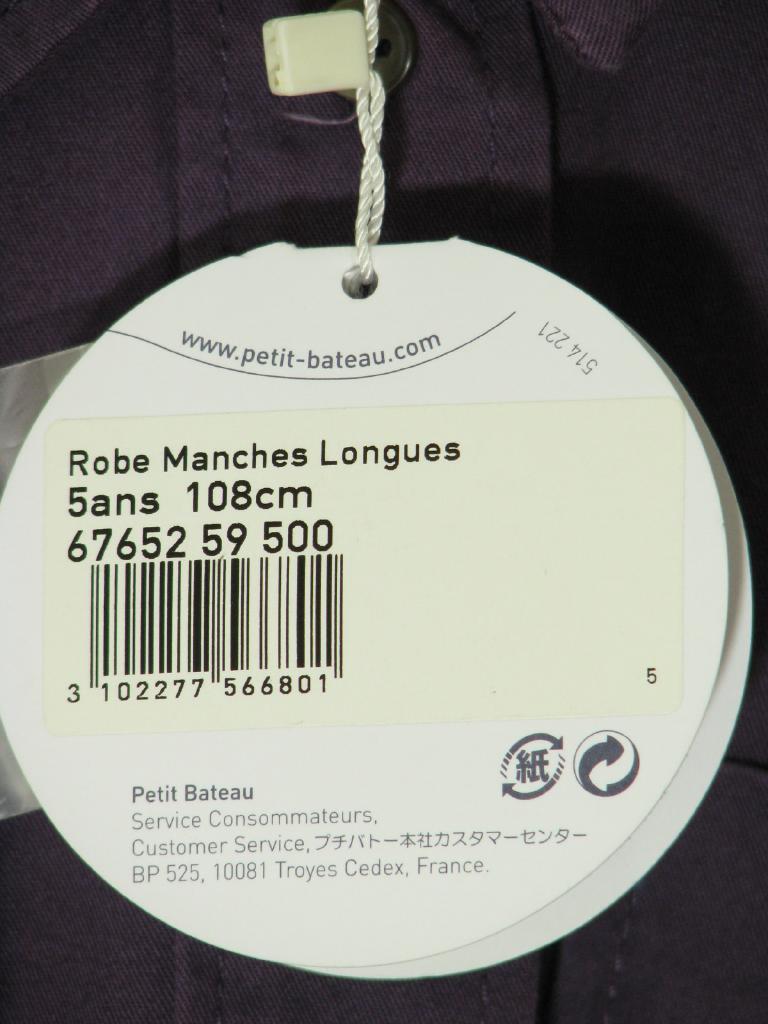 www.petit-bateau.com
514 221
Robe Manches Longues
5ans 108cm
67652 59 500
3 102277 566801
5
紙
Petit Bateau
Service Consommateurs,
Customer Service, プチバトー本社カスタマーセンター
BP 525, 10081 Troyes Cedex, France.